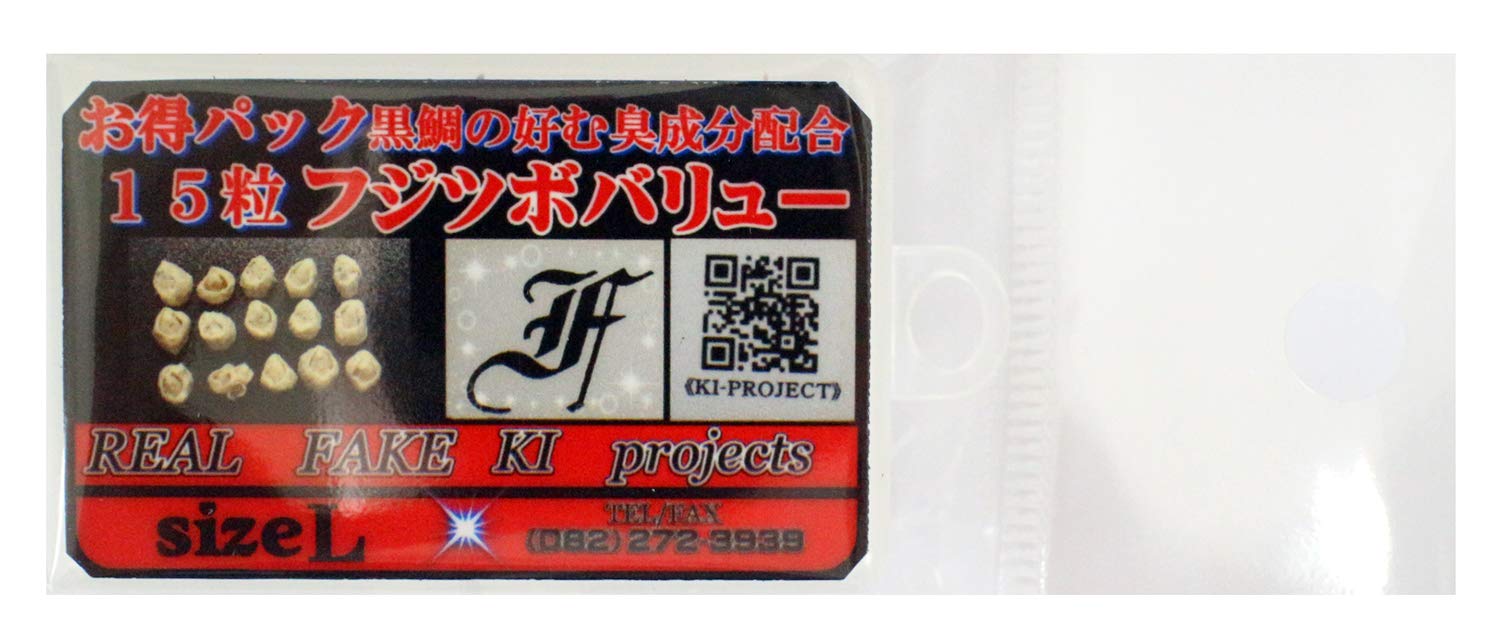 お得パック黒鯛の好む臭成分配合
15粒 フジツボバリュー
F
《KI-PROJECT》
REAL FAKE KI projects
sizeL
TEL/FAX
(082)272-3939